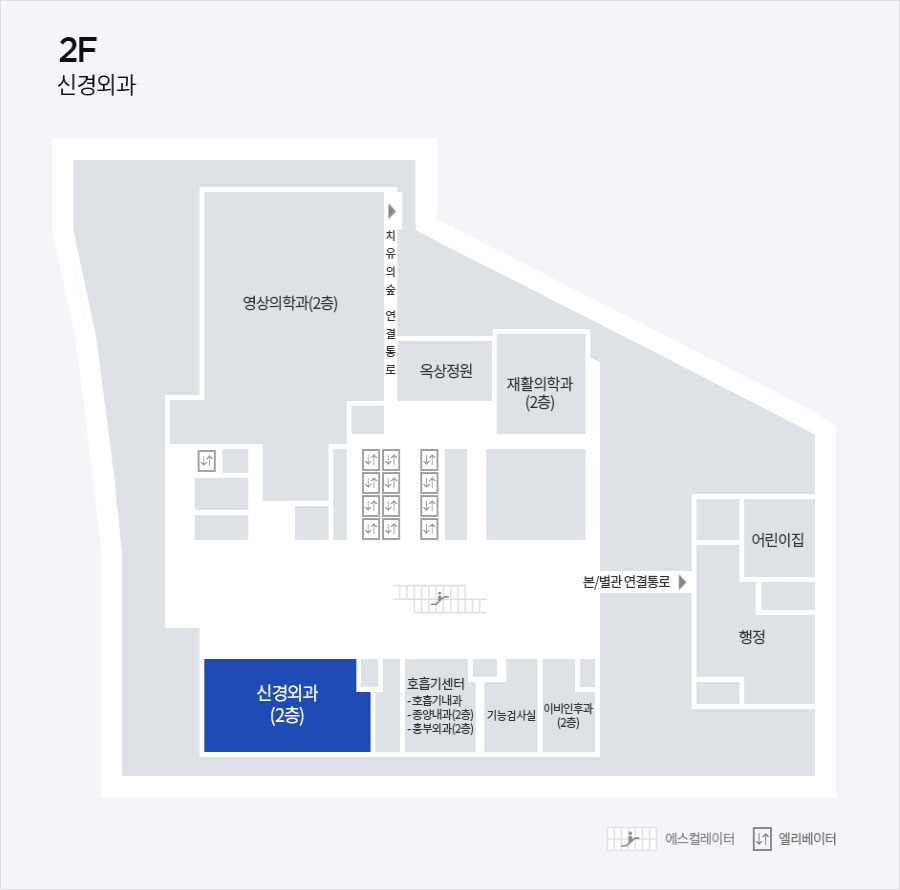 2F
신경외과
치유의숲 연결통로
영상의학과(2층)
옥상정원
재활의학과
(2층)
어린이집
본/별관 연결통로
행정
신경외과
(2층)
호흡기센터
-호흡기내과
-종양내과(2층)
-흉부외과(2층)
기능검사실
이비인후과
(2층)
에스컬레이터
엘리베이터